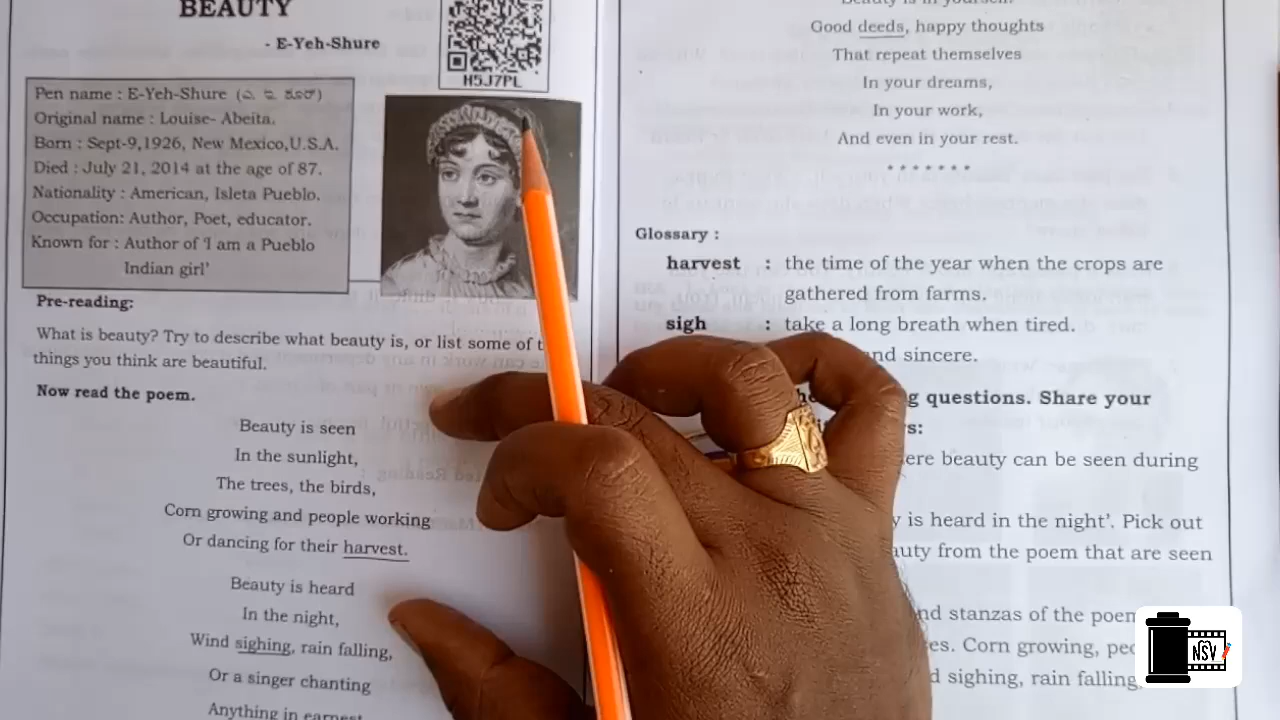 BEAUTY
- E-Yeh-Shure
H5J7PL
Pen name : E-Yeh-Shure
Original name : Louise- Abeita.
Born : Sept-9,1926, New Mexico,U.S.A.
Died : July 21, 2014 at the age of 87.
Nationality : American, Isleta Pueblo.
Occupation: Author, Poet, educator.
Known for : Author of 'I am a Pueblo
Indian girl'
Pre-reading:
What is beauty? Try to describe what beauty is, or list some of
things you think are beautiful.
Now read the poem.
Beauty is seen
In the sunlight,
The trees, the birds,
Corn growing and people working
Or dancing for their harvest.
Beauty is heard
In the night,
Wind sighing, rain falling,
Or a singer chanting
Anything in earnest
Beauty is in yourself
Good deeds, happy thoughts
That repeat themselves
In your dreams,
In your work,
And even in your rest.
*******
Glossary :
harvest : the time of the year when the crops are
gathered from farms.
sigh : take a long breath when tired.
and sincere.
questions. Share your
beauty can be seen during
is heard in the night'. Pick out
from the poem that are seen
stanzas of the poem
Corn growing,
sighing, rain falling,
NSV